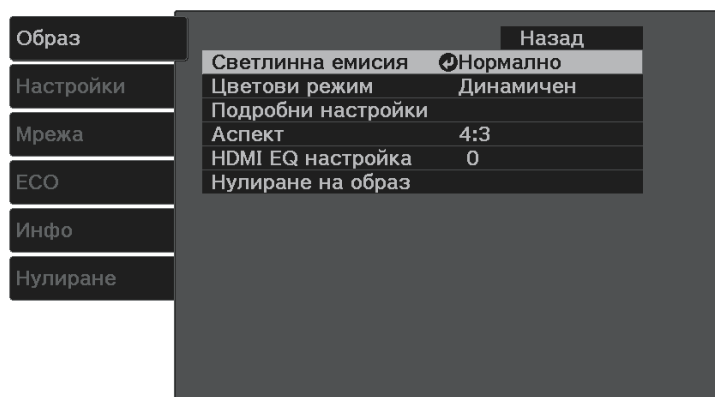 Образ
Настройки
Мрежа
ECO
Инфо
Нулиране
Назад
Светлинна емисия Нормално
Цветови режим Динамичен
Подробни настройки
Аспект 4:3
HDMI EQ настройка 0
Нулиране на образ